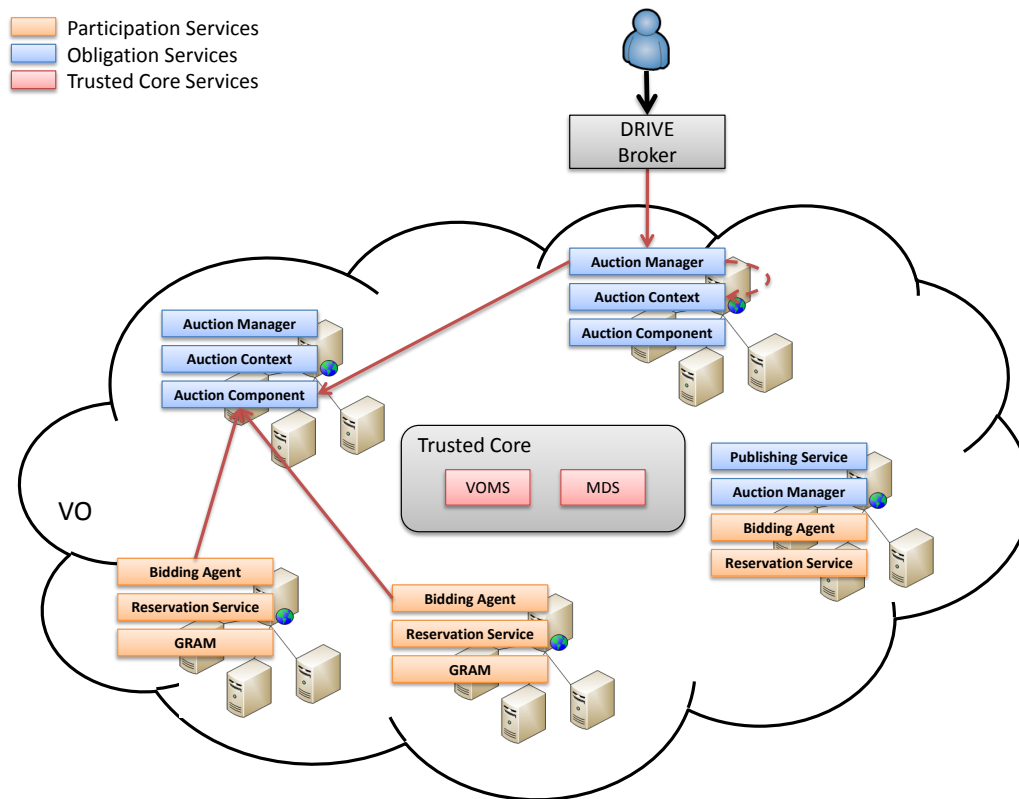 Participation Services
Obligation Services
Trusted Core Services
DRIVE
Broker
Auction Manager
Auction Context
Auction Component
Auction Manager
Auction Context
Auction Component
Trusted Core
VOMS
MDS
Publishing Service
Auction Manager
Bidding Agent
Reservation Service
VO
Bidding Agent
Reservation Service
GRAM
Bidding Agent
Reservation Service
GRAM